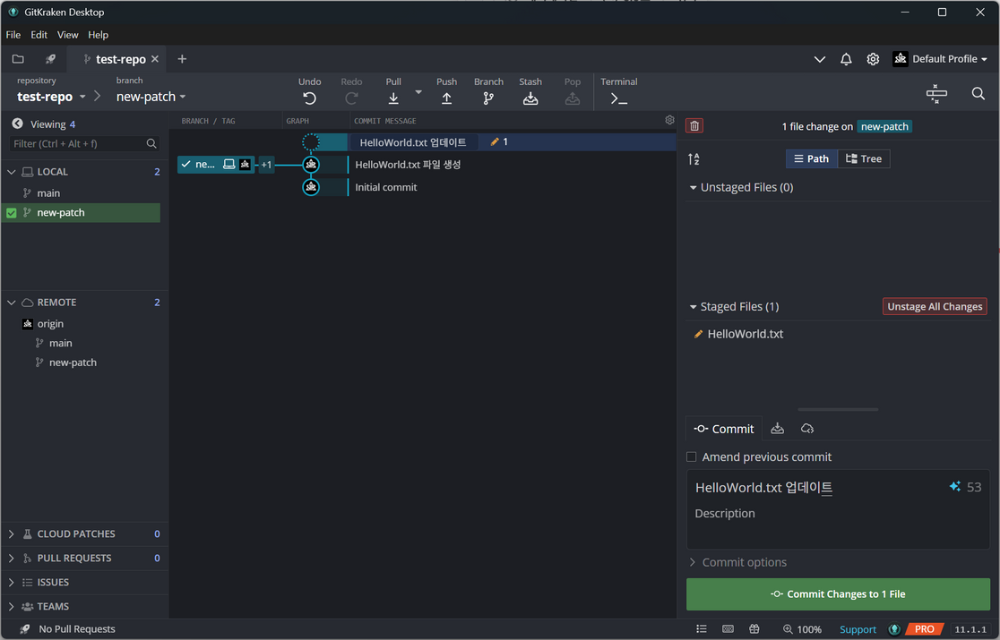 GitKraken Desktop
File Edit View Help
test-repo
Default Profile
repository
test-repo
branch
new-patch
Undo
Redo
Pull
Push
Branch
Stash
Pop
Terminal
Viewing 4
Filter (Ctrl + Alt + f)
LOCAL 2
main
new-patch
REMOTE 2
origin
main
new-patch
CLOUD PATCHES 0
PULL REQUESTS 0
ISSUES
TEAMS
BRANCH / TAG GRAPH COMMIT MESSAGE
HelloWorld.txt 업데이트 1
ne... +1 HelloWorld.txt 파일 생성
Initial commit
1 file change on new-patch
Path Tree
Unstaged Files (0)
Staged Files (1) Unstage All Changes
HelloWorld.txt
Commit
Amend previous commit
HelloWorld.txt 업데이트 53
Description
Commit options
Commit Changes to 1 File
No Pull Requests 100% Support PRO 11.1.1